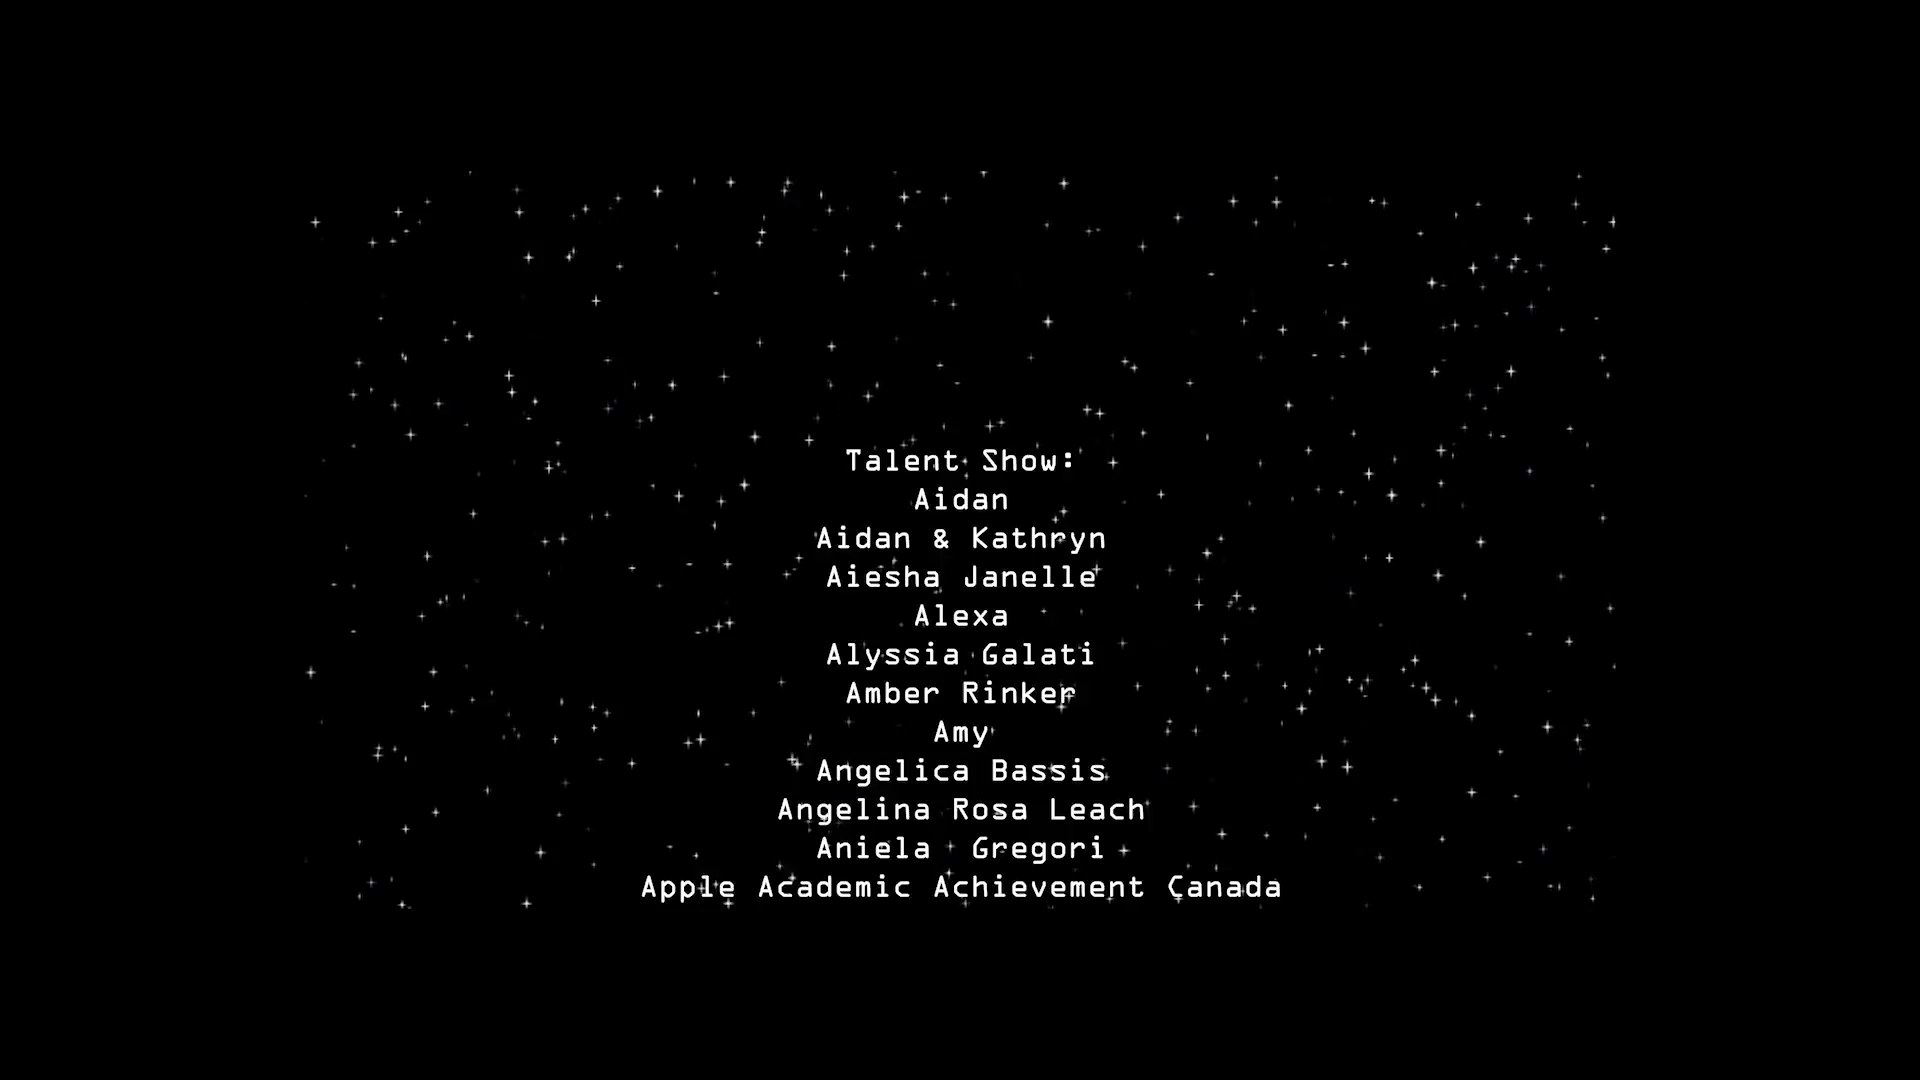 Talent Show:
Aidan
Aidan & Kathryn
Aiesha Janelle
Alexa
Alyssia Galati
Amber Rinker
Amy
Angelica Bassis
Angelina Rosa Leach
Aniela Gregori
Apple Academic Achievement Canada